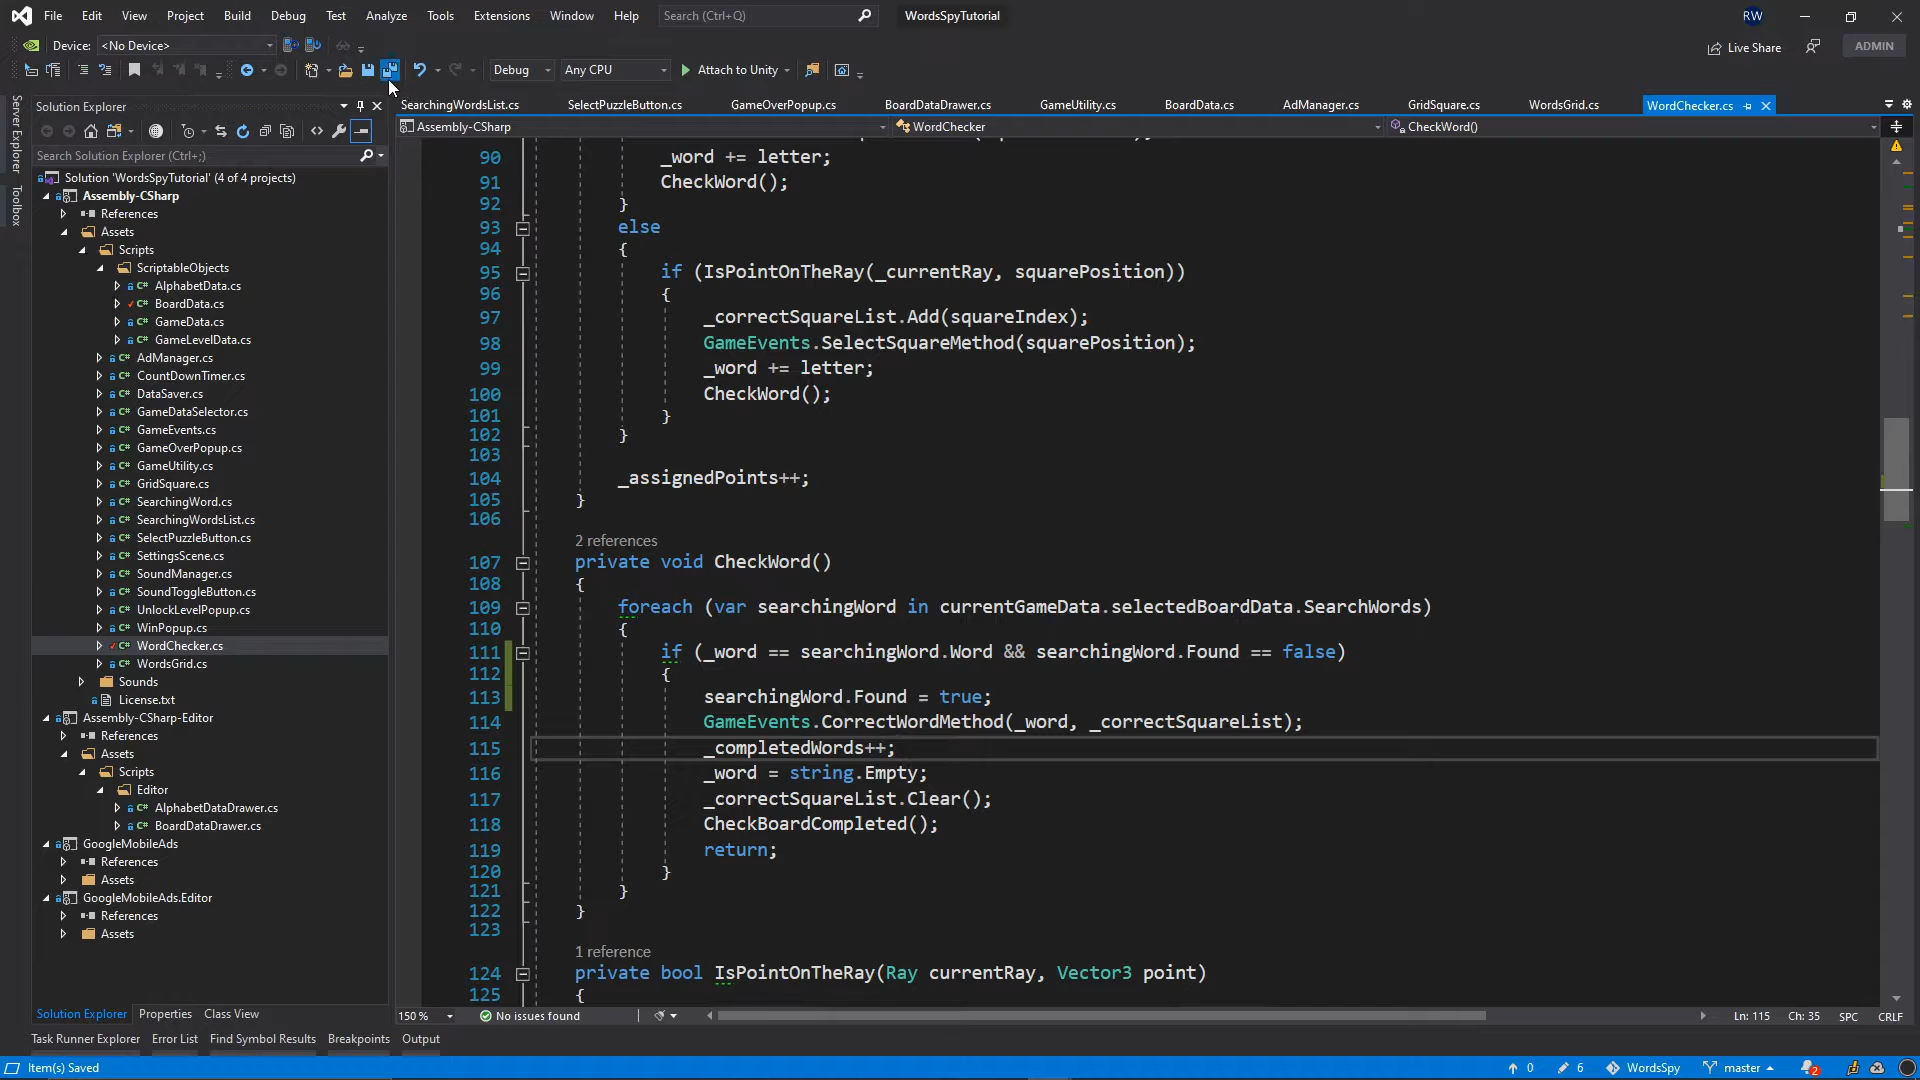 File Edit View Project Build Debug Test Analyze Tools Extensions Window Help Search (Ctrl+Q) WordsSpyTutorial RW
Device: <No Device> Live Share ADMIN
Debug Any CPU Attach to Unity
Server Explorer
Toolbox
Solution Explorer
Search Solution Explorer (Ctrl+;)
Solution 'WordsSpyTutorial' (4 of 4 projects)
Assembly-CSharp
References
Assets
Scripts
ScriptableObjects
AlphabetData.cs
BoardData.cs
GameData.cs
GameLevelData.cs
AdManager.cs
CountDownTimer.cs
DataSaver.cs
GameDataSelector.cs
GameEvents.cs
GameOverPopup.cs
GameUtility.cs
GridSquare.cs
SearchingWord.cs
SearchingWordsList.cs
SelectPuzzleButton.cs
SettingsScene.cs
SoundManager.cs
SoundToggleButton.cs
UnlockLevelPopup.cs
WinPopup.cs
WordChecker.cs
WordsGrid.cs
Sounds
License.txt
Assembly-CSharp-Editor
References
Assets
Scripts
Editor
AlphabetDataDrawer.cs
BoardDataDrawer.cs
GoogleMobileAds
References
Assets
GoogleMobileAds.Editor
References
Assets
Solution Explorer Properties Class View
SearchingWordsList.cs SelectPuzzleButton.cs GameOverPopup.cs BoardDataDrawer.cs GameUtility.cs BoardData.cs AdManager.cs GridSquare.cs WordsGrid.cs WordChecker.cs
Assembly-CSharp WordChecker CheckWord()
90 _word += letter;
91 CheckWord();
92 }
93 else
94 {
95 if (IsPointOnTheRay(_currentRay, squarePosition))
96 {
97 _correctSquareList.Add(squareIndex);
98 GameEvents.SelectSquareMethod(squarePosition);
99 _word += letter;
100 CheckWord();
101 }
102 }
103
104 _assignedPoints++;
105 }
106
2 references
107 private void CheckWord()
108 {
109 foreach (var searchingWord in currentGameData.selectedBoardData.SearchWords)
110 {
111 if (_word == searchingWord.Word && searchingWord.Found == false)
112 {
113 searchingWord.Found = true;
114 GameEvents.CorrectWordMethod(_word, _correctSquareList);
115 _completedWords++;
116 _word = string.Empty;
117 _correctSquareList.Clear();
118 CheckBoardCompleted();
119 return;
120 }
121 }
122 }
123
1 reference
124 private bool IsPointOnTheRay(Ray currentRay, Vector3 point)
125 {
150 % No issues found Ln: 115 Ch: 35 SPC CRLF
Task Runner Explorer Error List Find Symbol Results Breakpoints Output
Item(s) Saved 0 6 WordsSpy master 2